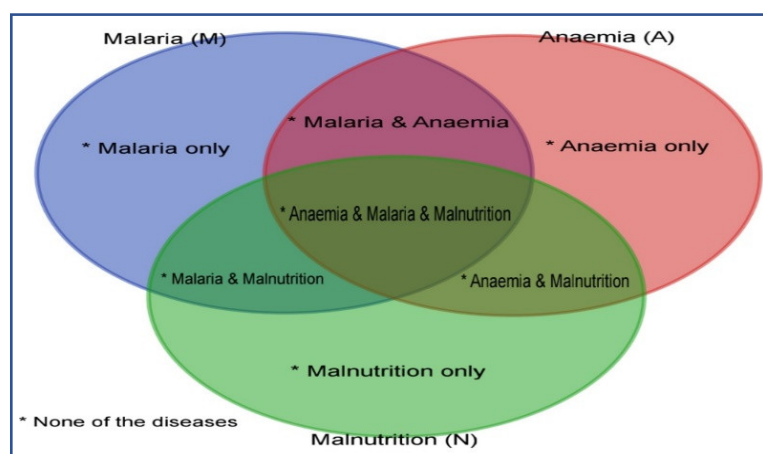 Malaria (M)
Anaemia (A)
* Malaria & Anaemia
* Malaria only
* Anaemia only
* Anaemia & Malaria & Malnutrition
* Malaria & Malnutrition
* Anaemia & Malnutrition
* Malnutrition only
* None of the diseases
Malnutrition (N)